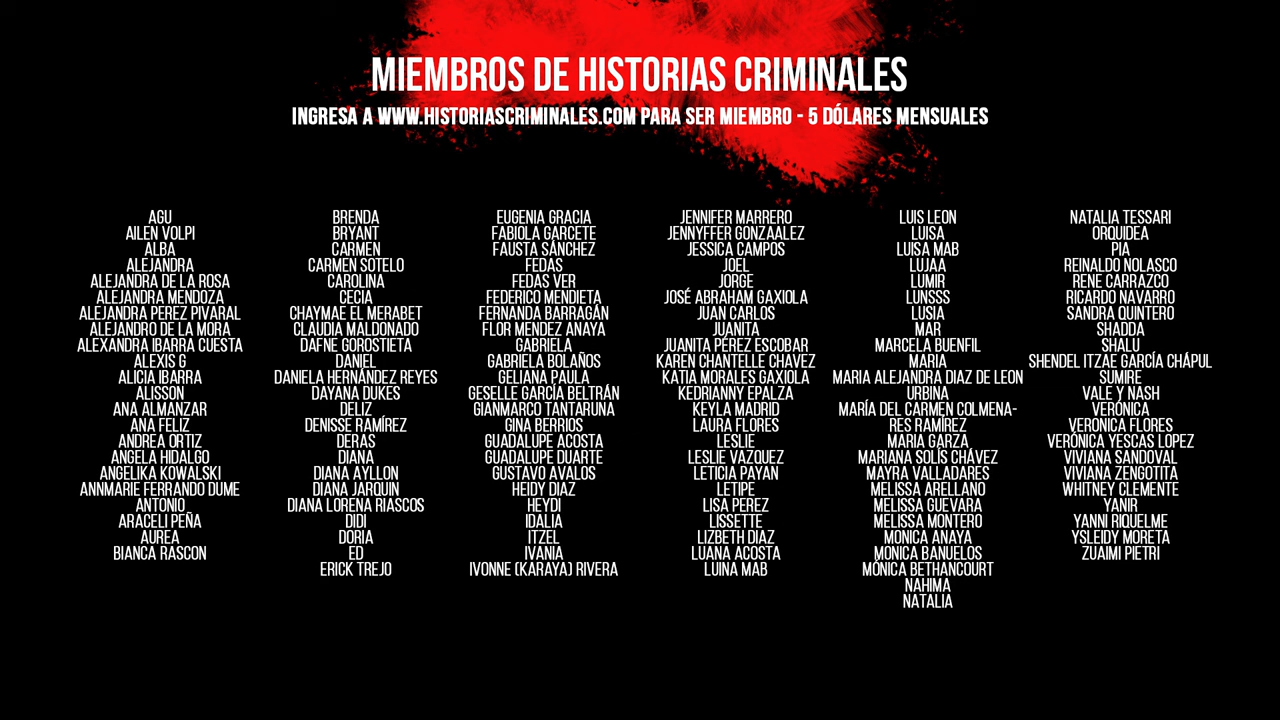 MIEMBROS DE HISTORIAS CRIMINALES
INGRESA A WWW.HISTORIASCRIMINALES.COM PARA SER MIEMBRO - 5 DÓLARES MENSUALES
AGU
AILEN VOLPI
ALBA
ALEJANDRA
ALEJANDRA DE LA ROSA
ALEJANDRA MENDOZA
ALEJANDRA PEREZ PIVARAL
ALEJANDRO DE LA MORA
ALEXANDRA IBARRA CUESTA
ALEXIS G
ALICIA IBARRA
ALISSON
ANA ALMANZAR
ANA FELIZ
ANDREA ORTIZ
ANGELA HIDALGO
ANGELIKA KOWALSKI
ANNMARIE FERRANDO DUME
ANTONIO
ARACELI PEÑA
AUREA
BIANCA RASCON
BRENDA
BRYANT
CARMEN
CARMEN SOTELO
CAROLINA
CECIA
CHAYMAE EL MERABET
CLAUDIA MALDONADO
DAFNE GOROSTIETA
DANIEL
DANIELA HERNÁNDEZ REYES
DAYANA DUKES
DELIZ
DENISSE RAMÍREZ
DERAS
DIANA
DIANA AYLLON
DIANA JARQUIN
DIANA LORENA RIASCOS
DIDI
DORIA
ED
ERICK TREJO
EUGENIA GRACIA
FABIOLA GARCETE
FAUSTA SÁNCHEZ
FEDAS
FEDAS VER
FEDERICO MENDIETA
FERNANDA BARRAGÁN
FLOR MENDEZ ANAYA
GABRIELA
GABRIELA BOLAÑOS
GELIANA PAULA
GESELLE GARCÍA BELTRÁN
GIANMARCO TANTARUNA
GINA BERRIOS
GUADALUPE ACOSTA
GUADALUPE DUARTE
GUSTAVO AVALOS
HEIDY DIAZ
HEYDI
IDALIA
ITZEL
IVANIA
IVONNE (KARAYA) RIVERA
JENNIFER MARRERO
JENNYFFER GONZAALEZ
JESSICA CAMPOS
JOEL
JORGE
JOSÉ ABRAHAM GAXIOLA
JUAN CARLOS
JUANITA
JUANITA PÉREZ ESCOBAR
KAREN CHANTELLE CHAVEZ
KATIA MORALES GAXIOLA
KEDRIANNY EPALZA
KEYLA MADRID
LAURA FLORES
LESLIE
LESLIE VAZQUEZ
LETICIA PAYAN
LETIPE
LISA PEREZ
LISSETTE
LIZBETH DIAZ
LUANA ACOSTA
LUINA MAB
LUIS LEON
LUISA
LUISA MAB
LUJAA
LUMIR
LUNSSS
LUSIA
MAR
MARCELA BUENFIL
MARIA
MARIA ALEJANDRA DIAZ DE LEON
URBINA
MARÍA DEL CARMEN COLMENA-
RES RAMÍREZ
MARIA GARZA
MARIANA SOLÍS CHÁVEZ
MAYRA VALLADARES
MELISSA ARELLANO
MELISSA GUEVARA
MELISSA MONTERO
MONICA ANAYA
MONICA BANUELOS
MÓNICA BETHANCOURT
NAHIMA
NATALIA
NATALIA TESSARI
ORQUIDEA
PIA
REINALDO NOLASCO
RENE CARRAZCO
RICARDO NAVARRO
SANDRA QUINTERO
SHADDA
SHALU
SHENDEL ITZAE GARCÍA CHÁPUL
SUMIRE
VALE Y NASH
VERÓNICA
VERONICA FLORES
VERÓNICA YESCAS LOPEZ
VIVIANA SANDOVAL
VIVIANA ZENGOTITA
WHITNEY CLEMENTE
YANIR
YANNI RIQUELME
YSLEIDY MORETA
ZUAIMI PIETRI